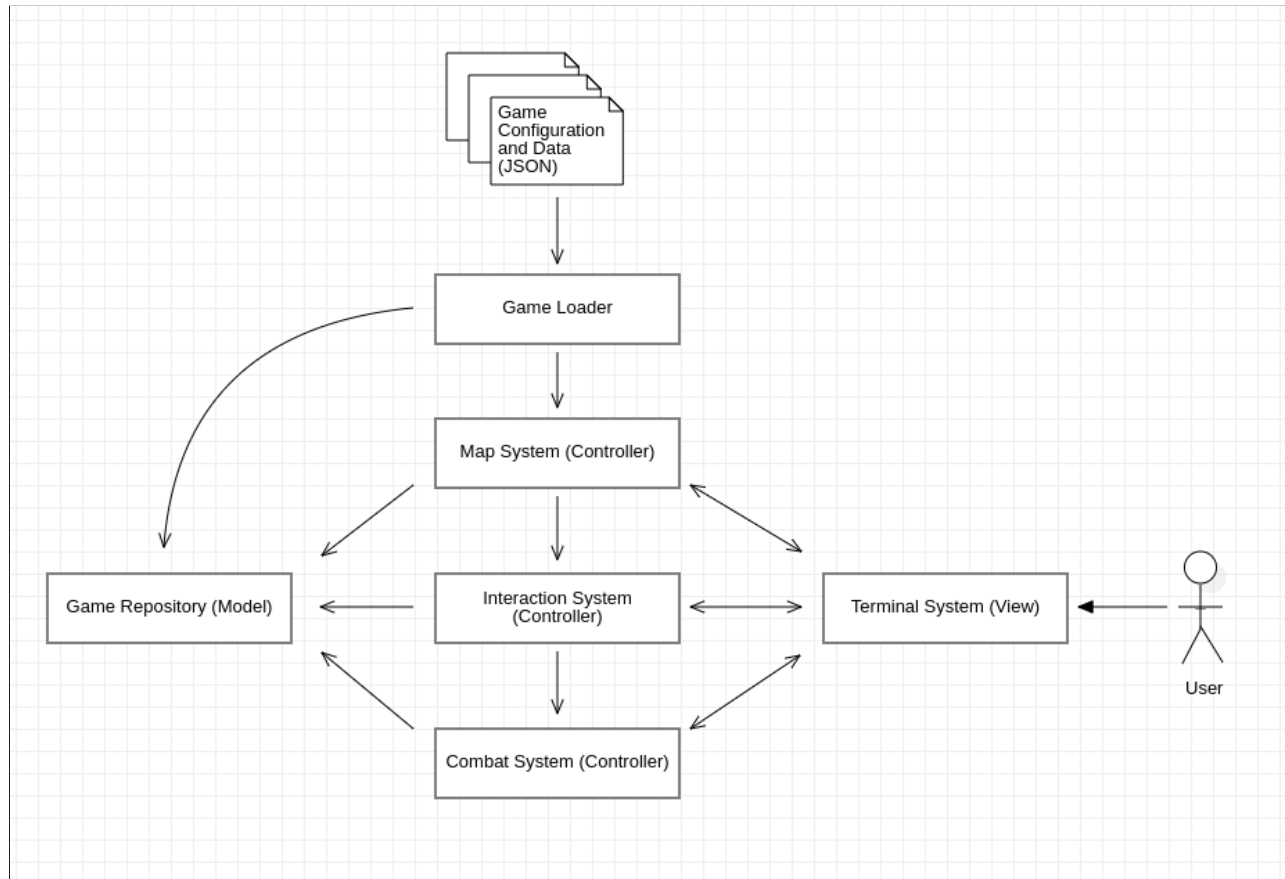 Game
Configuration
and Data
(JSON)
Game Loader
Map System (Controller)
Game Repository (Model)
Interaction System
(Controller)
Terminal System (View)
User
Combat System (Controller)